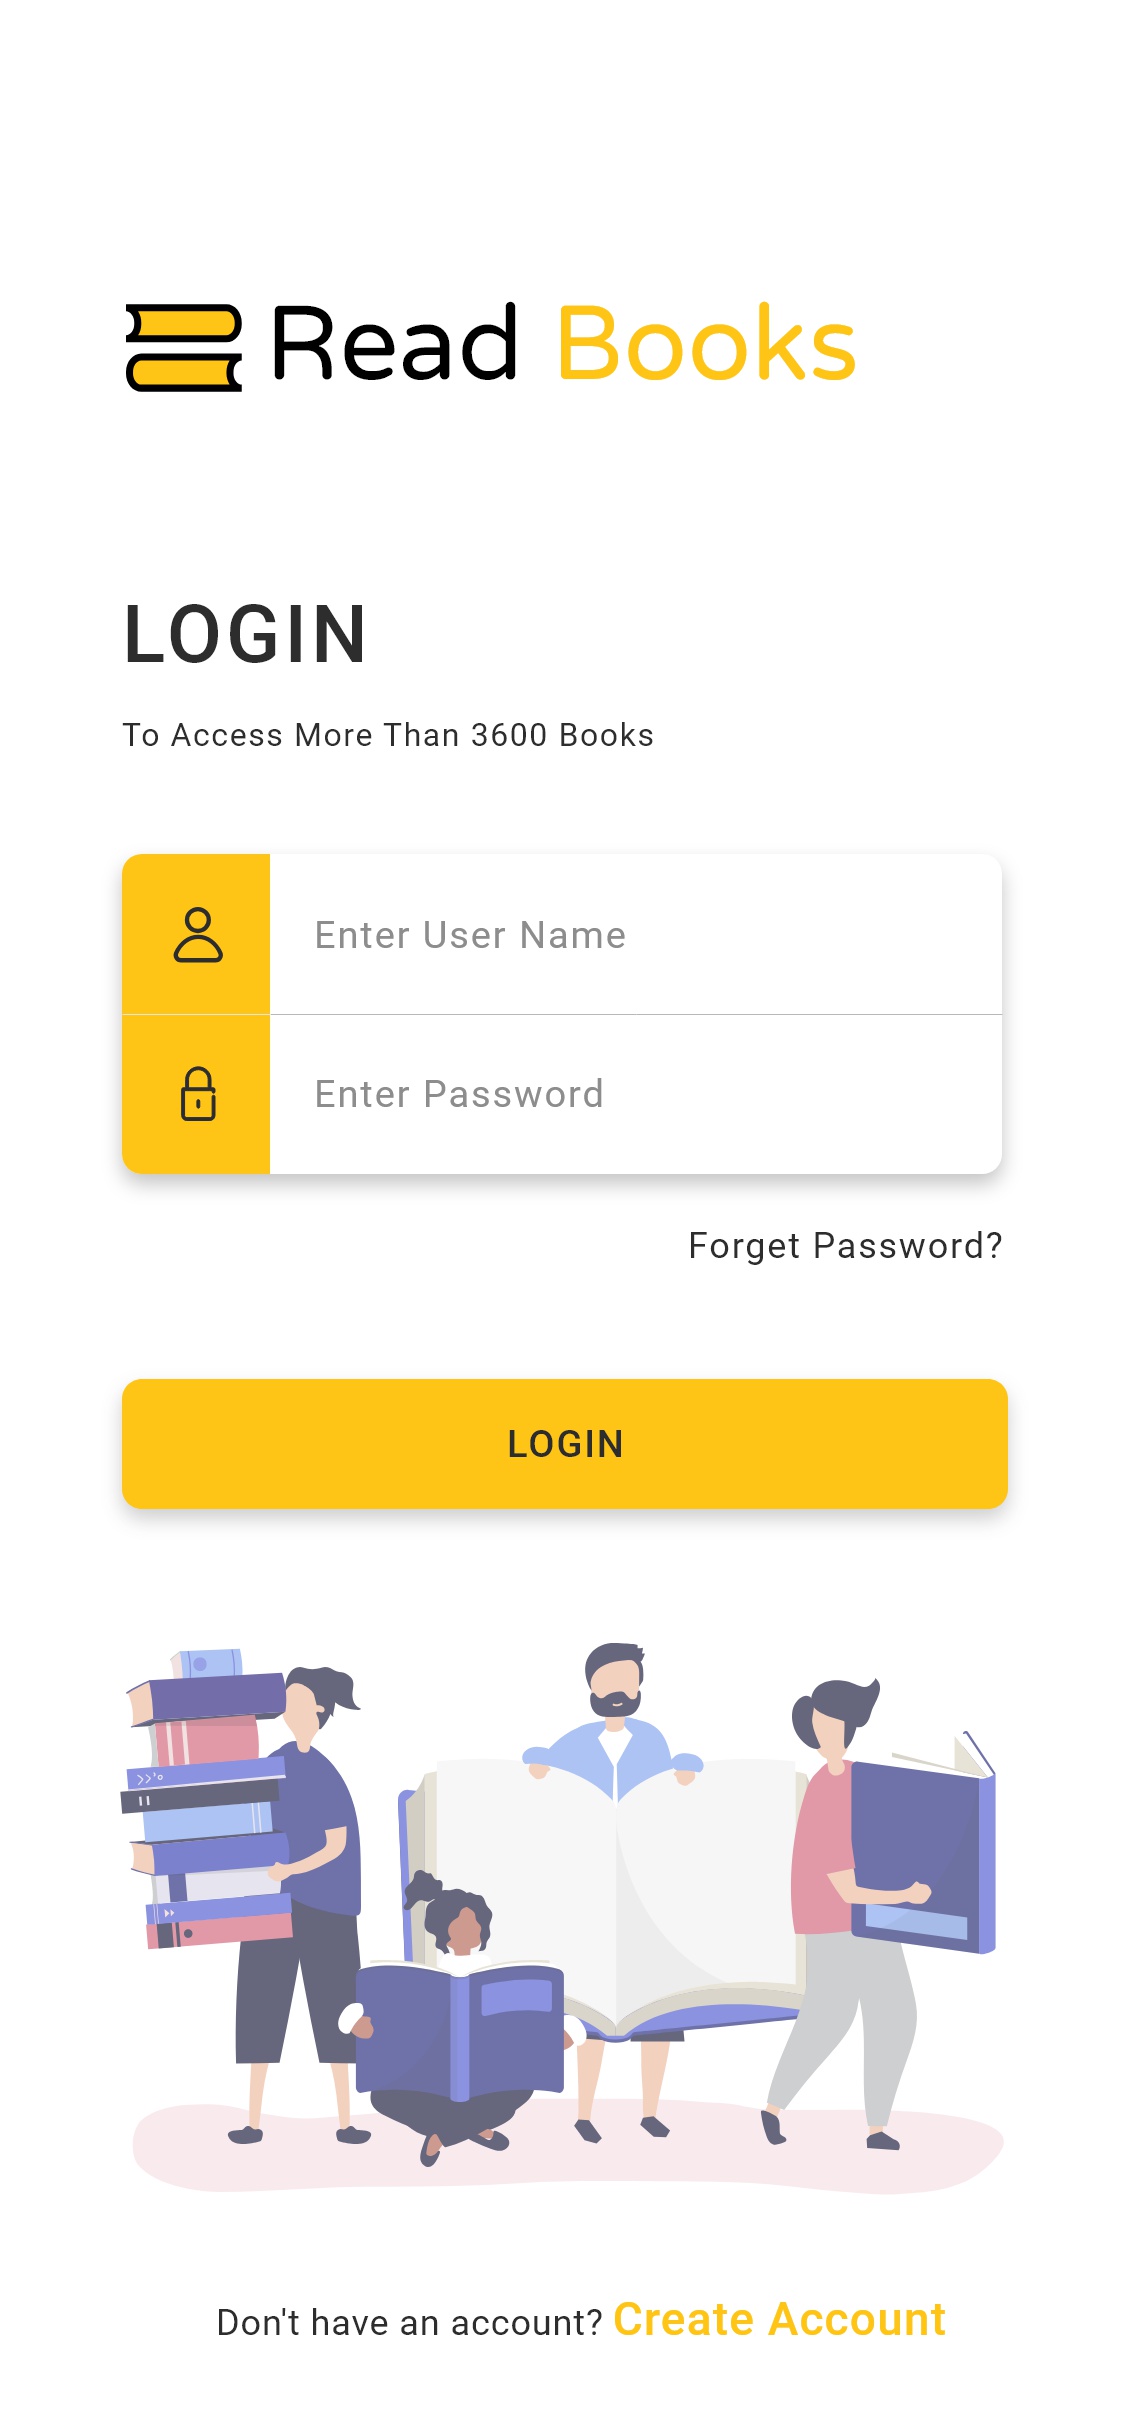 Read Books
LOGIN
To Access More Than 3600 Books
Enter User Name
Enter Password
Forget Password?
LOGIN
Don't have an account? Create Account